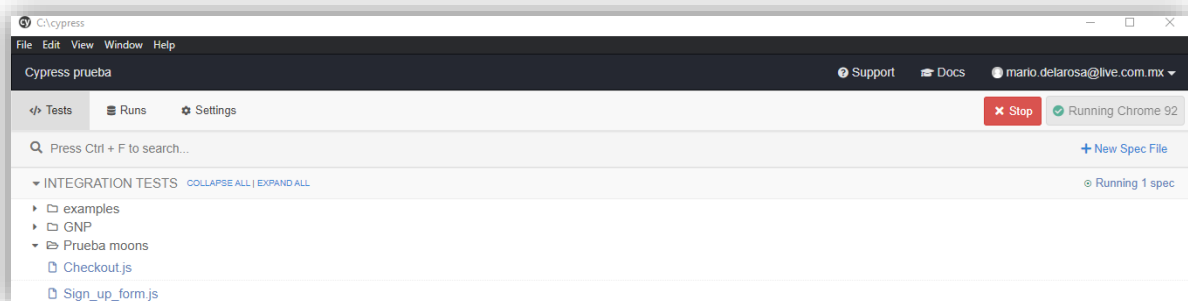 cy C:\cypress
File Edit View Window Help
Cypress prueba Support Docs mario.delarosa@live.com.mx
</> Tests Runs Settings Stop Running Chrome 92
Press Ctrl + F to search... + New Spec File
INTEGRATION TESTS COLLAPSE ALL | EXPAND ALL Running 1 spec
examples
GNP
Prueba moons
Checkout.js
Sign_up_form.js